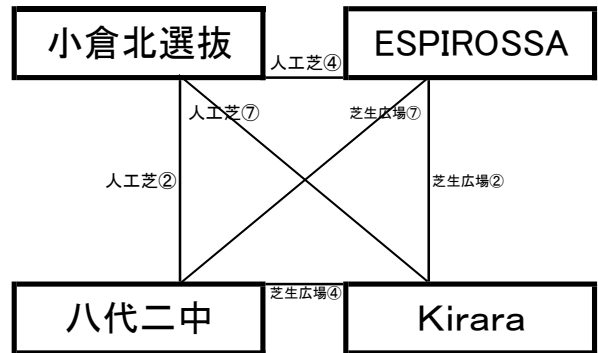 小倉北選抜
ESPIROSSA
人工芝④
人工芝⑦
芝生広場⑦
人工芝②
芝生広場②
芝生広場④
八代二中
Kirara